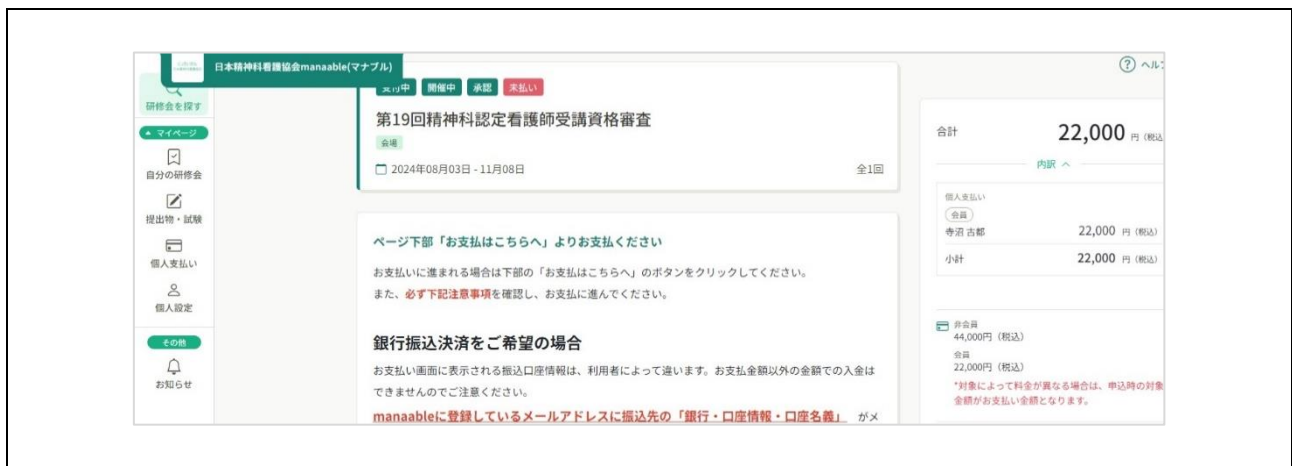 日本精神科看護協会manaable(マナブル)
研修会を探す
マイページ
自分の研修会
提出物・試験
個人支払い
個人設定
その他
お知らせ
受付中 開催中 承認 未払い
第19回精神科認定看護師受講資格審査
会場
2024年08月03日 - 11月08日 全1回
ページ下部「お支払はこちらへ」よりお支払ください
お支払いに進まれる場合は下部の「お支払はこちらへ」のボタンをクリックしてください。
また、必ず下記注意事項を確認し、お支払に進んでください。
銀行振込決済をご希望の場合
お支払い画面に表示される振込口座情報は、利用者によって違います。お支払金額以外の金額での入金は
できませんのでご注意ください。
manaableに登録しているメールアドレスに振込先の「銀行・口座情報・口座名義」 がメ
? ヘル
合計 22,000 円（税込
内訳
個人支払い
会員
寺沼 古都 22,000 円（税込）
小計 22,000 円（税込）
非会員
44,000円（税込）
会員
22,000円（税込）
*対象によって料金が異なる場合は、申込時の対象
金額がお支払い金額となります。